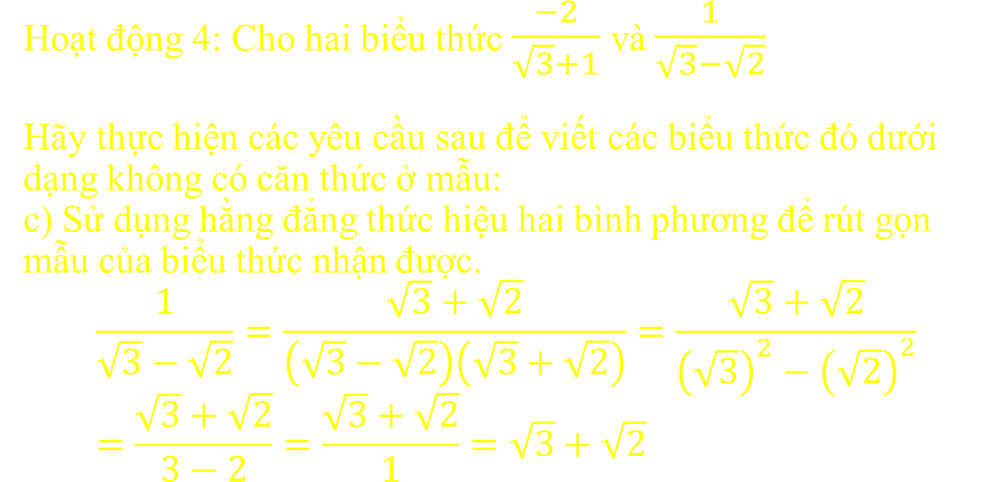 Hoạt động 4: Cho hai biểu thức \frac{-2}{\sqrt{3}+1} và \frac{1}{\sqrt{3}-\sqrt{2}}
Hãy thực hiện các yêu cầu sau để viết các biểu thức đó dưới
dạng không có căn thức ở mẫu:
c) Sử dụng hằng đẳng thức hiệu hai bình phương để rút gọn
mẫu của biểu thức nhận được.
\frac{1}{\sqrt{3}-\sqrt{2}} = \frac{\sqrt{3}+\sqrt{2}}{(\sqrt{3}-\sqrt{2})(\sqrt{3}+\sqrt{2})} = \frac{\sqrt{3}+\sqrt{2}}{(\sqrt{3})^2-(\sqrt{2})^2}
= \frac{\sqrt{3}+\sqrt{2}}{3-2} = \frac{\sqrt{3}+\sqrt{2}}{1} = \sqrt{3}+\sqrt{2}